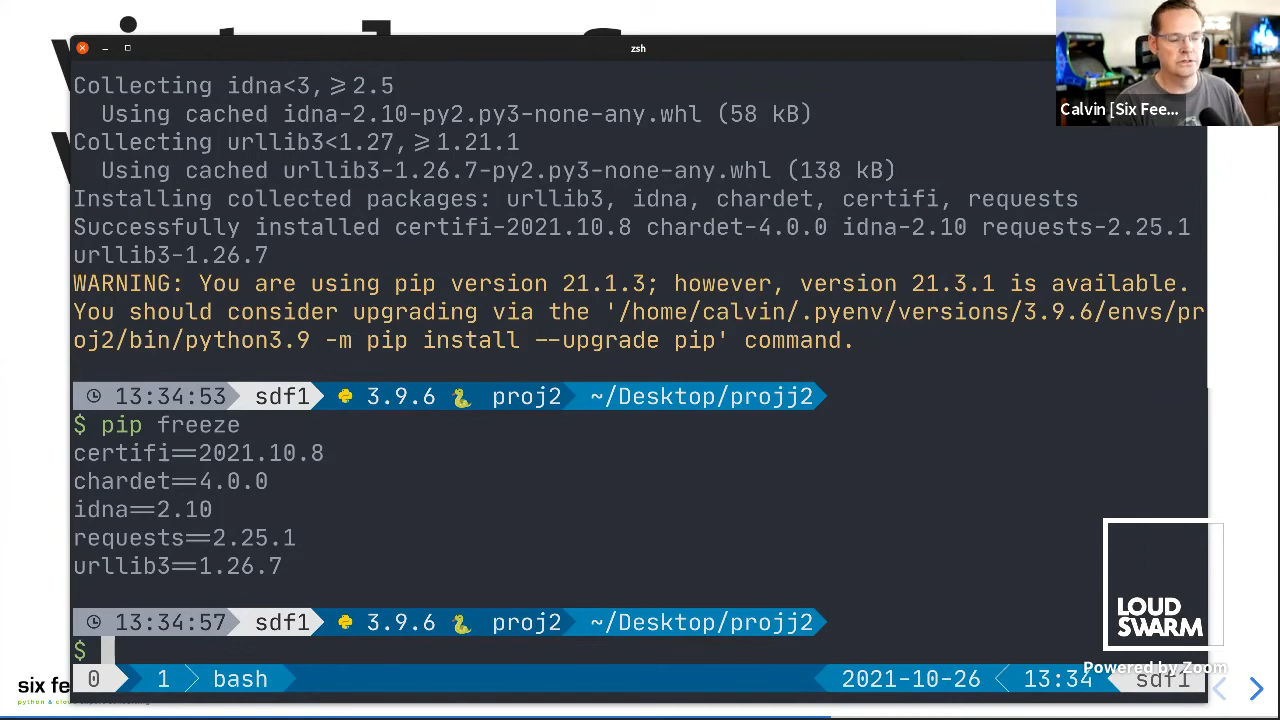 zsh
Calvin [Six Fee...
Collecting idna<3,>=2.5
Using cached idna-2.10-py2.py3-none-any.whl (58 kB)
Collecting urllib3<1.27,>=1.21.1
Using cached urllib3-1.26.7-py2.py3-none-any.whl (138 kB)
Installing collected packages: urllib3, idna, chardet, certifi, requests
Successfully installed certifi-2021.10.8 chardet-4.0.0 idna-2.10 requests-2.25.1
urllib3-1.26.7
WARNING: You are using pip version 21.1.3; however, version 21.3.1 is available.
You should consider upgrading via the '/home/calvin/.pyenv/versions/3.9.6/envs/pr
oj2/bin/python3.9 -m pip install --upgrade pip' command.
13:34:53 sdf1 3.9.6 proj2 ~/Desktop/projj2
$ pip freeze
certifi==2021.10.8
chardet==4.0.0
idna==2.10
requests==2.25.1
urllib3==1.26.7
13:34:57 sdf1 3.9.6 proj2 ~/Desktop/projj2
$
LOUD
SWARM
Powered by Zoom
0 1 bash 2021-10-26 13:34 sdf1
six fe